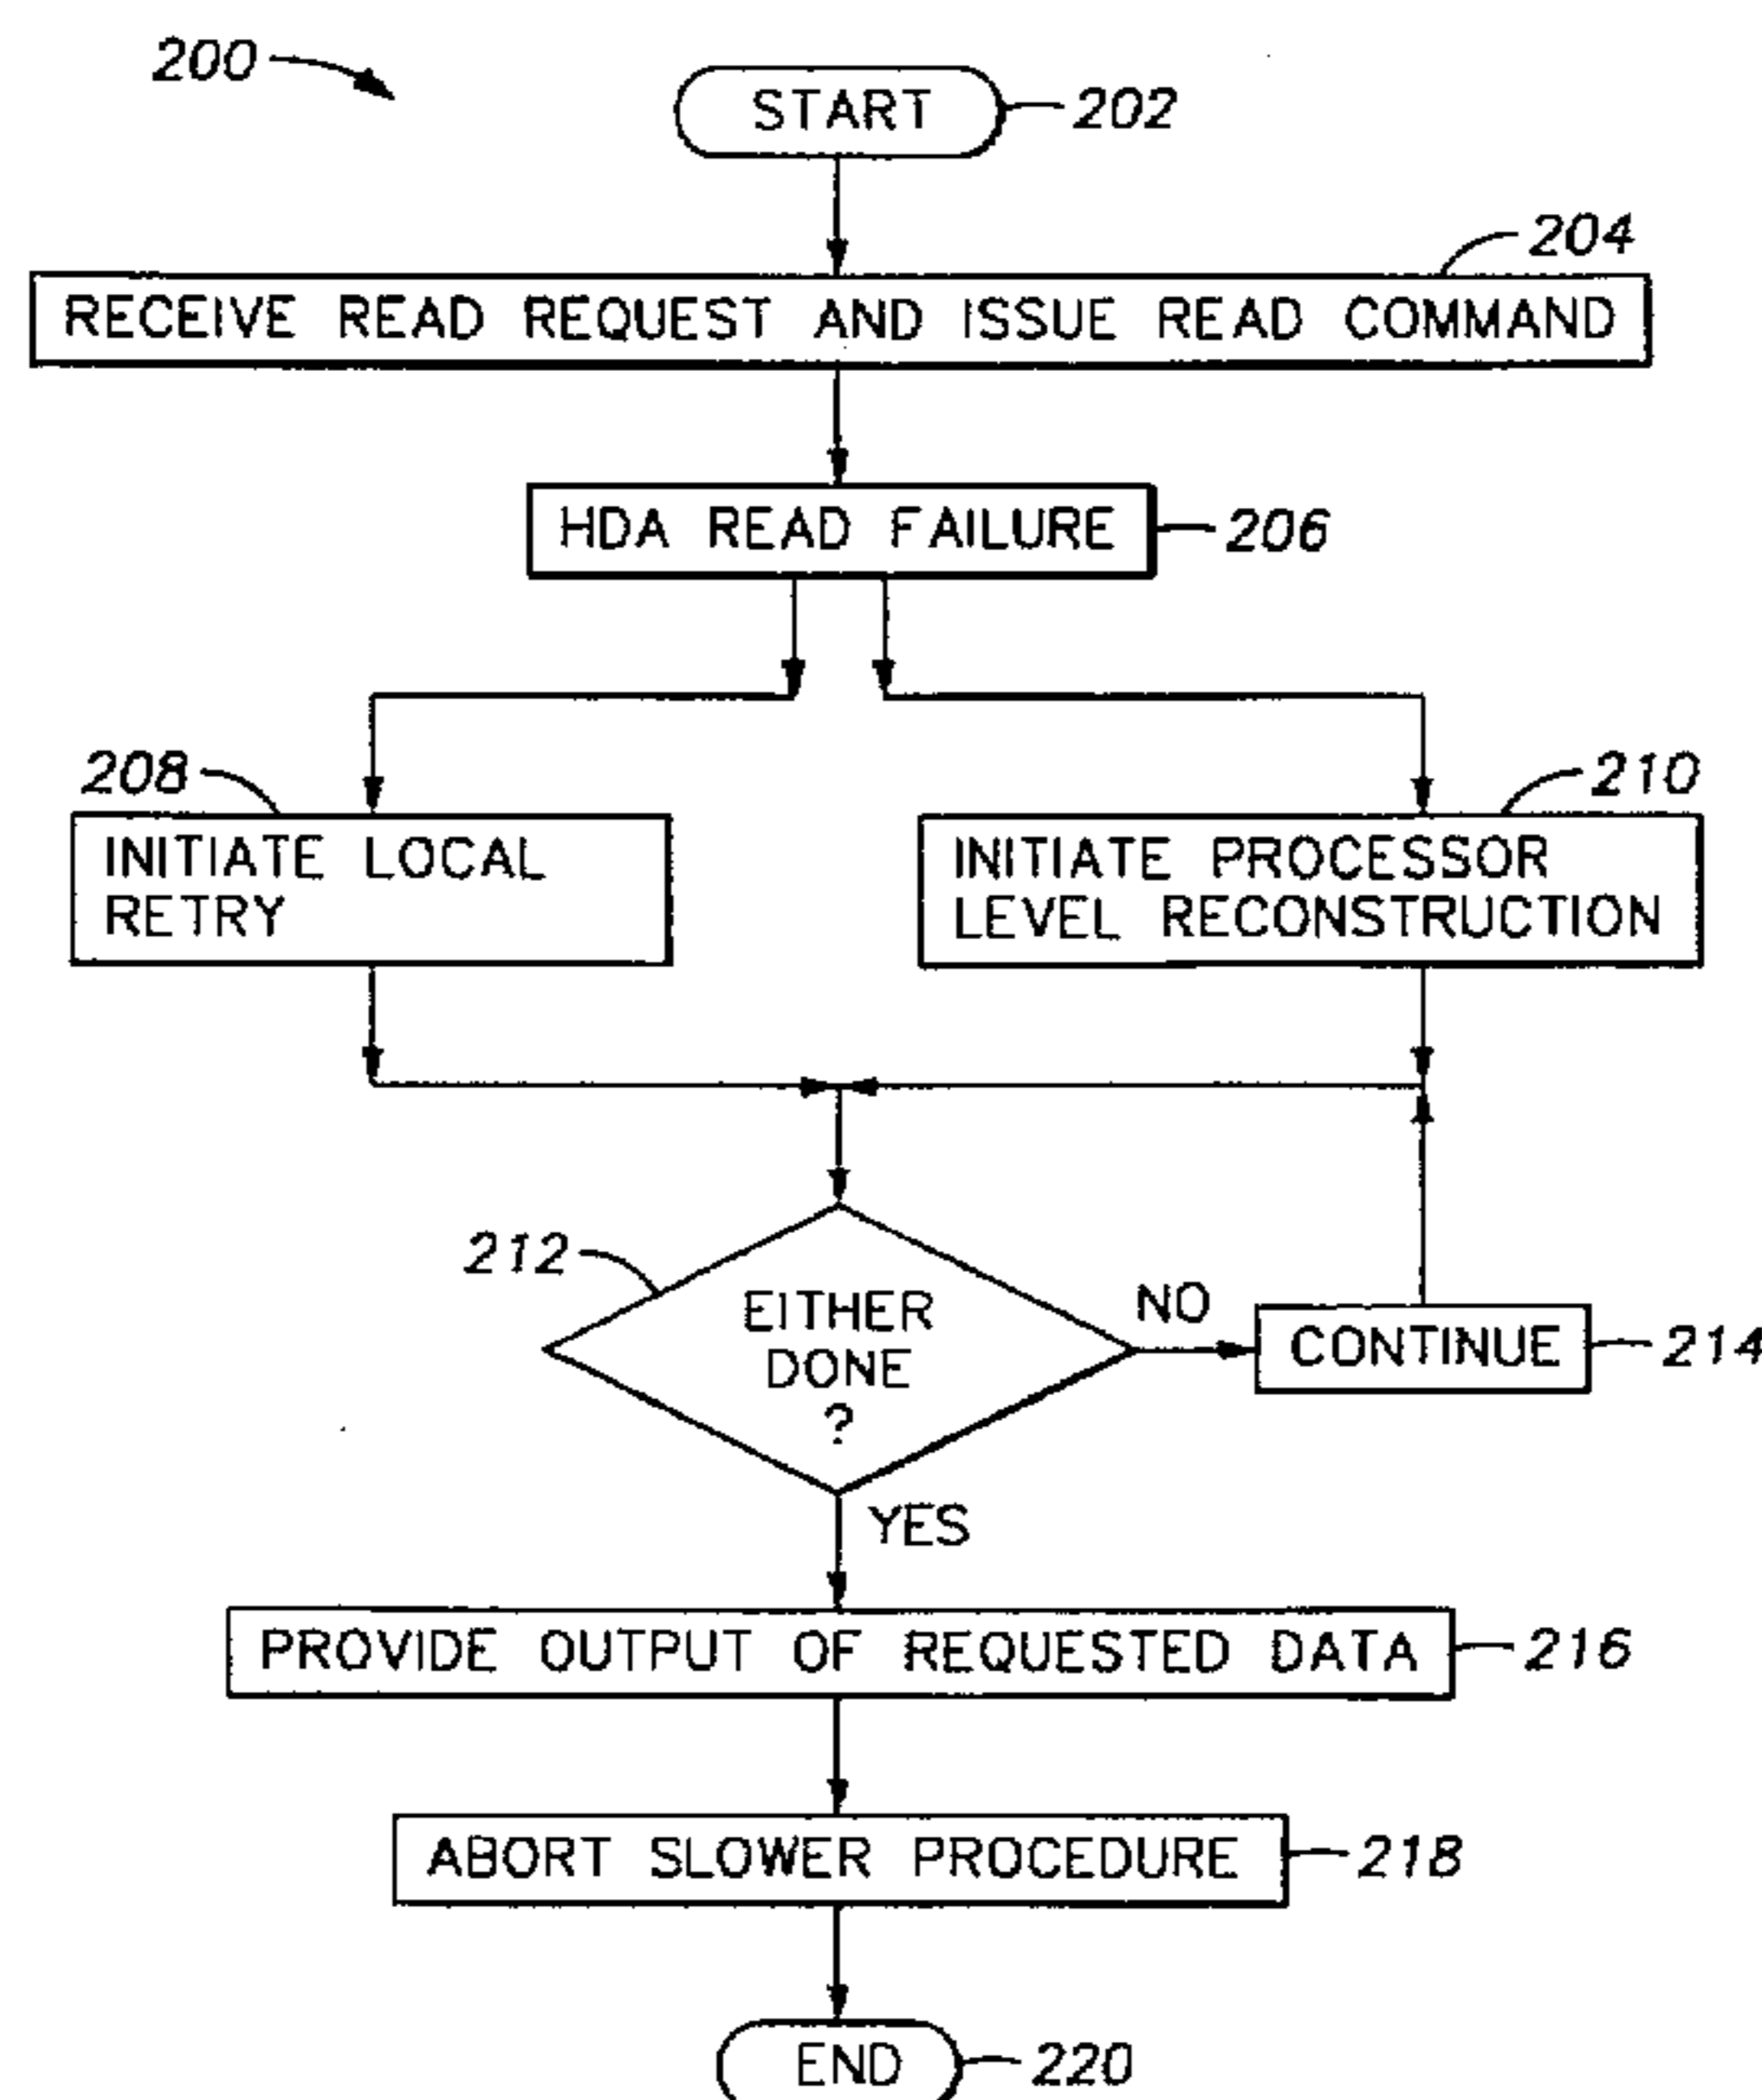 200
START
202
204
RECEIVE READ REQUEST AND ISSUE READ COMMAND
HDA READ FAILURE
206
208
210
INITIATE LOCAL
RETRY
INITIATE PROCESSOR
LEVEL RECONSTRUCTION
212
EITHER
DONE
?
NO
CONTINUE
214
YES
PROVIDE OUTPUT OF REQUESTED DATA
216
ABORT SLOWER PROCEDURE
218
END
220